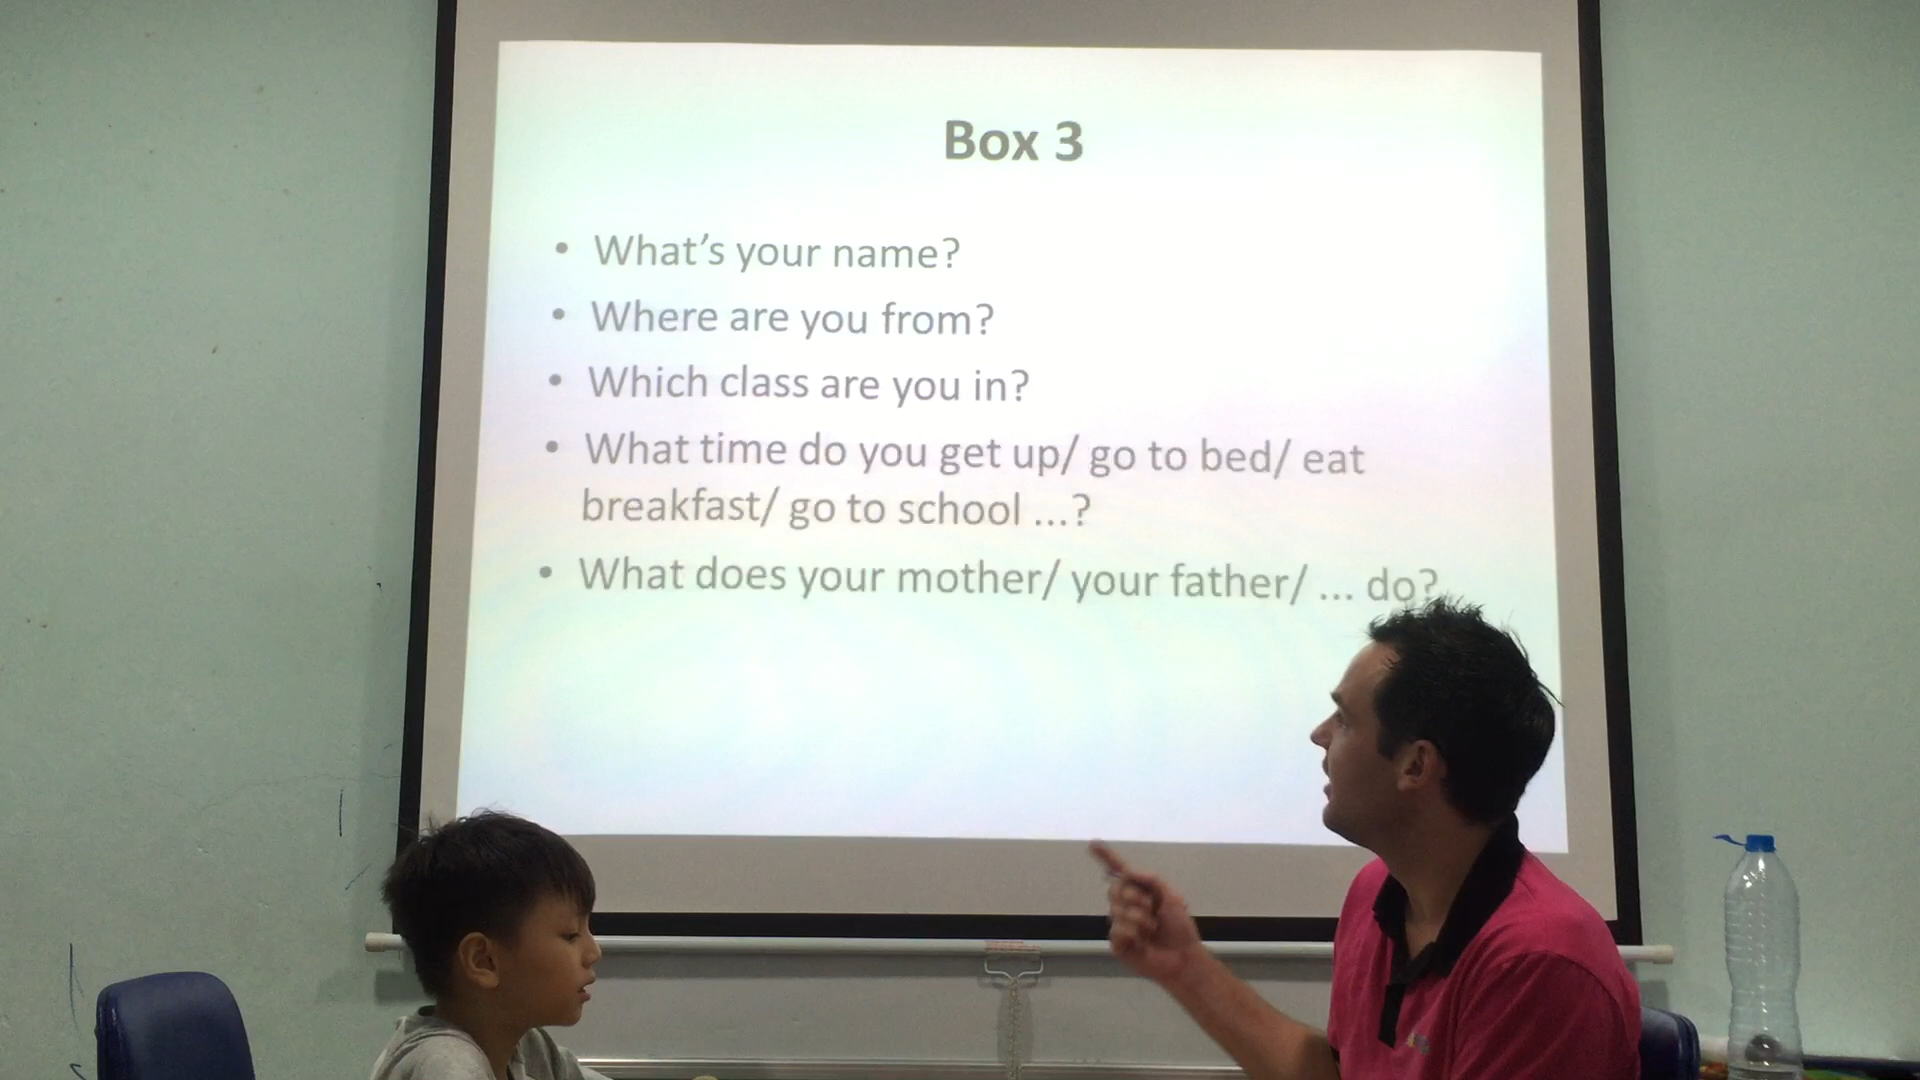 Box 3
• What's your name?
• Where are you from?
• Which class are you in?
• What time do you get up/ go to bed/ eat
breakfast/ go to school ...?
• What does your mother/ your father/ ... do?